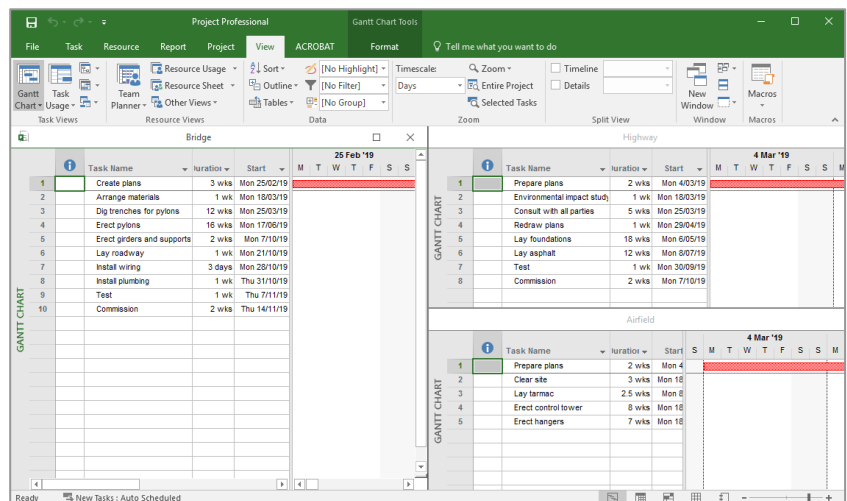 Project Professional
Gantt Chart Tools
File Task Resource Report Project View ACROBAT Format Tell me what you want to do
Gantt Chart
Task Usage
Task Views
Team Planner
Resource Usage
Resource Sheet
Other Views
Resource Views
Sort
Outline
Tables
[No Highlight]
[No Filter]
[No Group]
Data
Timescale:
Days
Zoom
Entire Project
Selected Tasks
Zoom
Timeline
Details
Split View
New Window
Window
Macros
Macros
Bridge
25 Feb '19
Task Name Duration Start M T W T F S S
1 Create plans 3 wks Mon 25/02/19
2 Arrange materials 1 wk Mon 18/03/19
3 Dig trenches for pylons 12 wks Mon 25/03/19
4 Erect pylons 16 wks Mon 17/06/19
5 Erect girders and supports 2 wks Mon 7/10/19
6 Lay roadway 1 wk Mon 21/10/19
7 Install wiring 3 days Mon 28/10/19
8 Install plumbing 1 wk Thu 31/10/19
9 Test 1 wk Thu 7/11/19
10 Commission 2 wks Thu 14/11/19
GANTT CHART
Highway
4 Mar '19
Task Name Duration Start M T W T F S S M
1 Prepare plans 2 wks Mon 4/03/19
2 Environmental impact study 1 wk Mon 18/03/19
3 Consult with all parties 5 wks Mon 25/03/19
4 Redraw plans 1 wk Mon 29/04/19
5 Lay foundations 18 wks Mon 6/05/19
6 Lay asphalt 12 wks Mon 8/07/19
7 Test 1 wk Mon 30/09/19
8 Commission 2 wks Mon 7/10/19
GANTT CHART
Airfield
4 Mar '19
Task Name Duration Start S M T W T F S S M
1 Prepare plans 2 wks Mon 4
2 Clear site 3 wks Mon 18
3 Lay tarmac 2.5 wks Mon 8
4 Erect control tower 8 wks Mon 18
5 Erect hangers 7 wks Mon 18
GANTT CHART
Ready New Tasks : Auto Scheduled